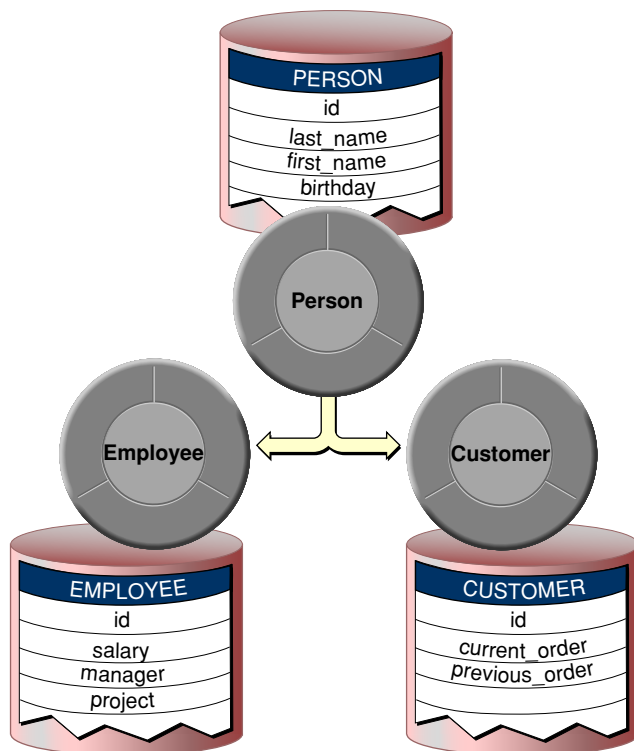 PERSON
id
last_name
first_name
birthday
Person
Employee
Customer
EMPLOYEE
id
salary
manager
project
CUSTOMER
id
current_order
previous_order